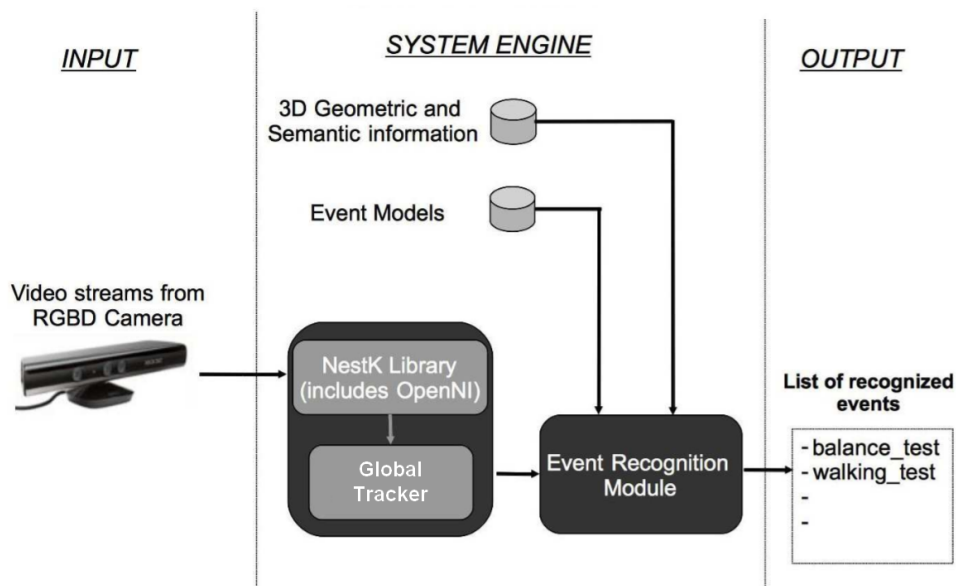 INPUT
SYSTEM ENGINE
OUTPUT
3D Geometric and
Semantic information
Event Models
Video streams from
RGBD Camera
NestK Library
(includes OpenNI)
Global
Tracker
Event Recognition
Module
List of recognized
events
- balance_test
- walking_test
-
-